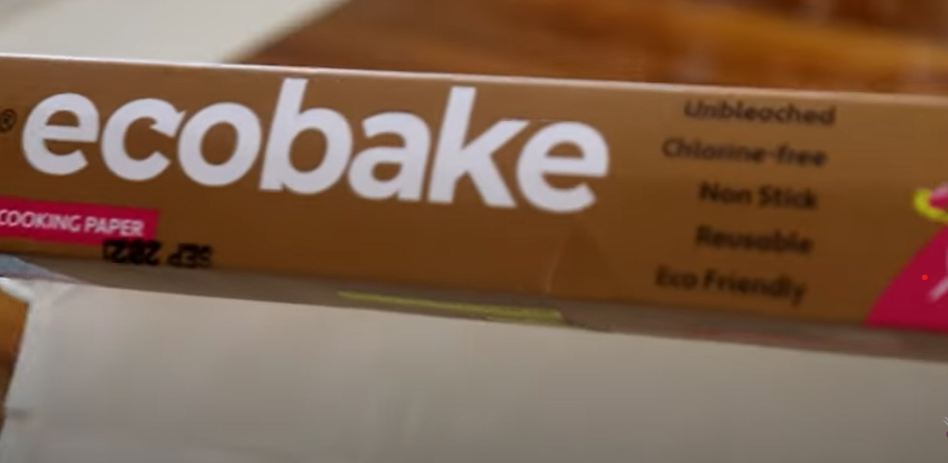 ® ecobake
COOKING PAPER
Unbleached
Chlorine-free
Non Stick
Reusable
Eco Friendly